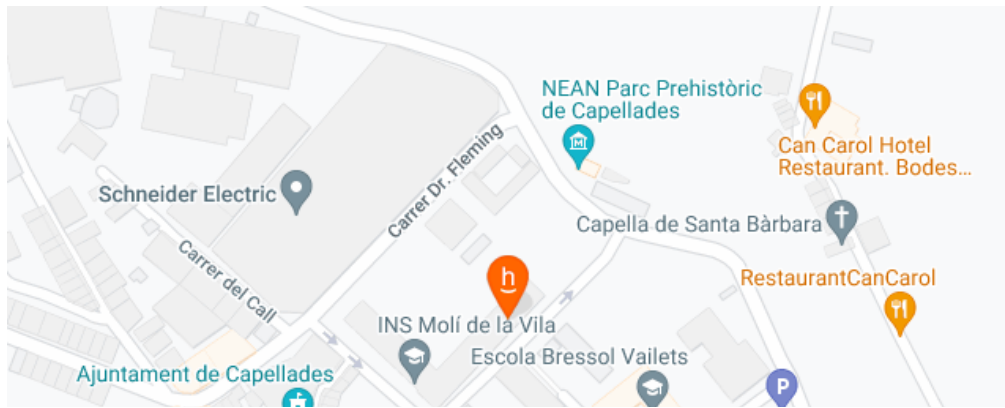 NEAN Parc Prehistòric
de Capellades
Can Carol Hotel
Restaurant. Bodes...
Schneider Electric
Carrer Dr. Fleming
Capella de Santa Bàrbara
Carrer del Call
RestaurantCanCarol
h
INS Molí de la Vila
Escola Bressol Vailets
Ajuntament de Capellades
P